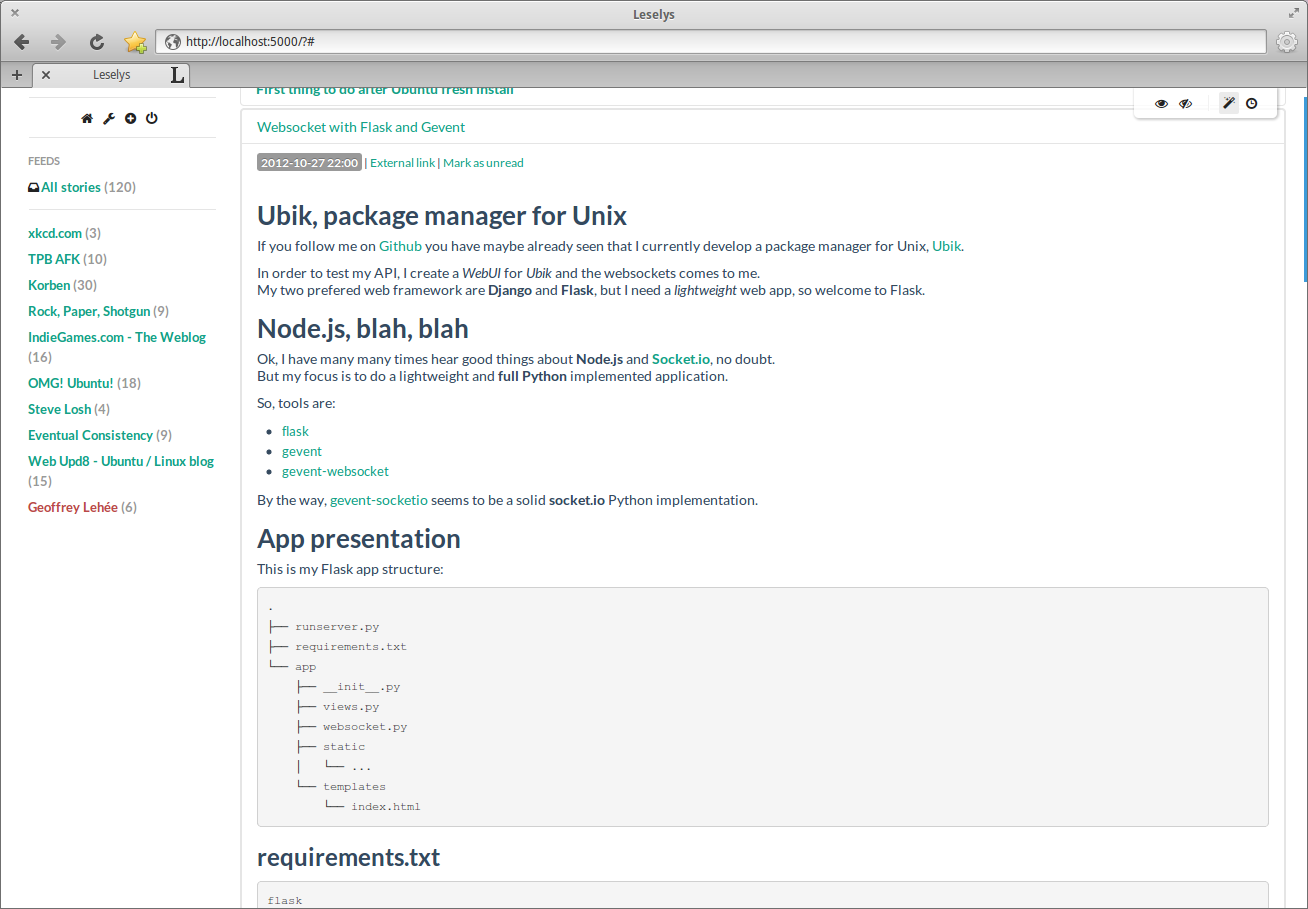 Leselys
http://localhost:5000/?#
Leselys L
FEEDS
All stories (120)
xkcd.com (3)
TPB AFK (10)
Korben (30)
Rock, Paper, Shotgun (9)
IndieGames.com - The Weblog
(16)
OMG! Ubuntu! (18)
Steve Losh (4)
Eventual Consistency (9)
Web Upd8 - Ubuntu / Linux blog
(15)
Geoffrey Lehée (6)
First thing to do after Ubuntu fresh install
Websocket with Flask and Gevent
2012-10-27 22:00 | External link | Mark as unread
Ubik, package manager for Unix
If you follow me on Github you have maybe already seen that I currently develop a package manager for Unix, Ubik.
In order to test my API, I create a WebUI for Ubik and the websockets comes to me.
My two prefered web framework are Django and Flask, but I need a lightweight web app, so welcome to Flask.
Node.js, blah, blah
Ok, I have many many times hear good things about Node.js and Socket.io, no doubt.
But my focus is to do a lightweight and full Python implemented application.
So, tools are:
• flask
• gevent
• gevent-websocket
By the way, gevent-socketio seems to be a solid socket.io Python implementation.
App presentation
This is my Flask app structure:
.
├── runserver.py
├── requirements.txt
└── app
    ├── __init__.py
    ├── views.py
    ├── websocket.py
    ├── static
    │   └── ...
    └── templates
        └── index.html
requirements.txt
flask